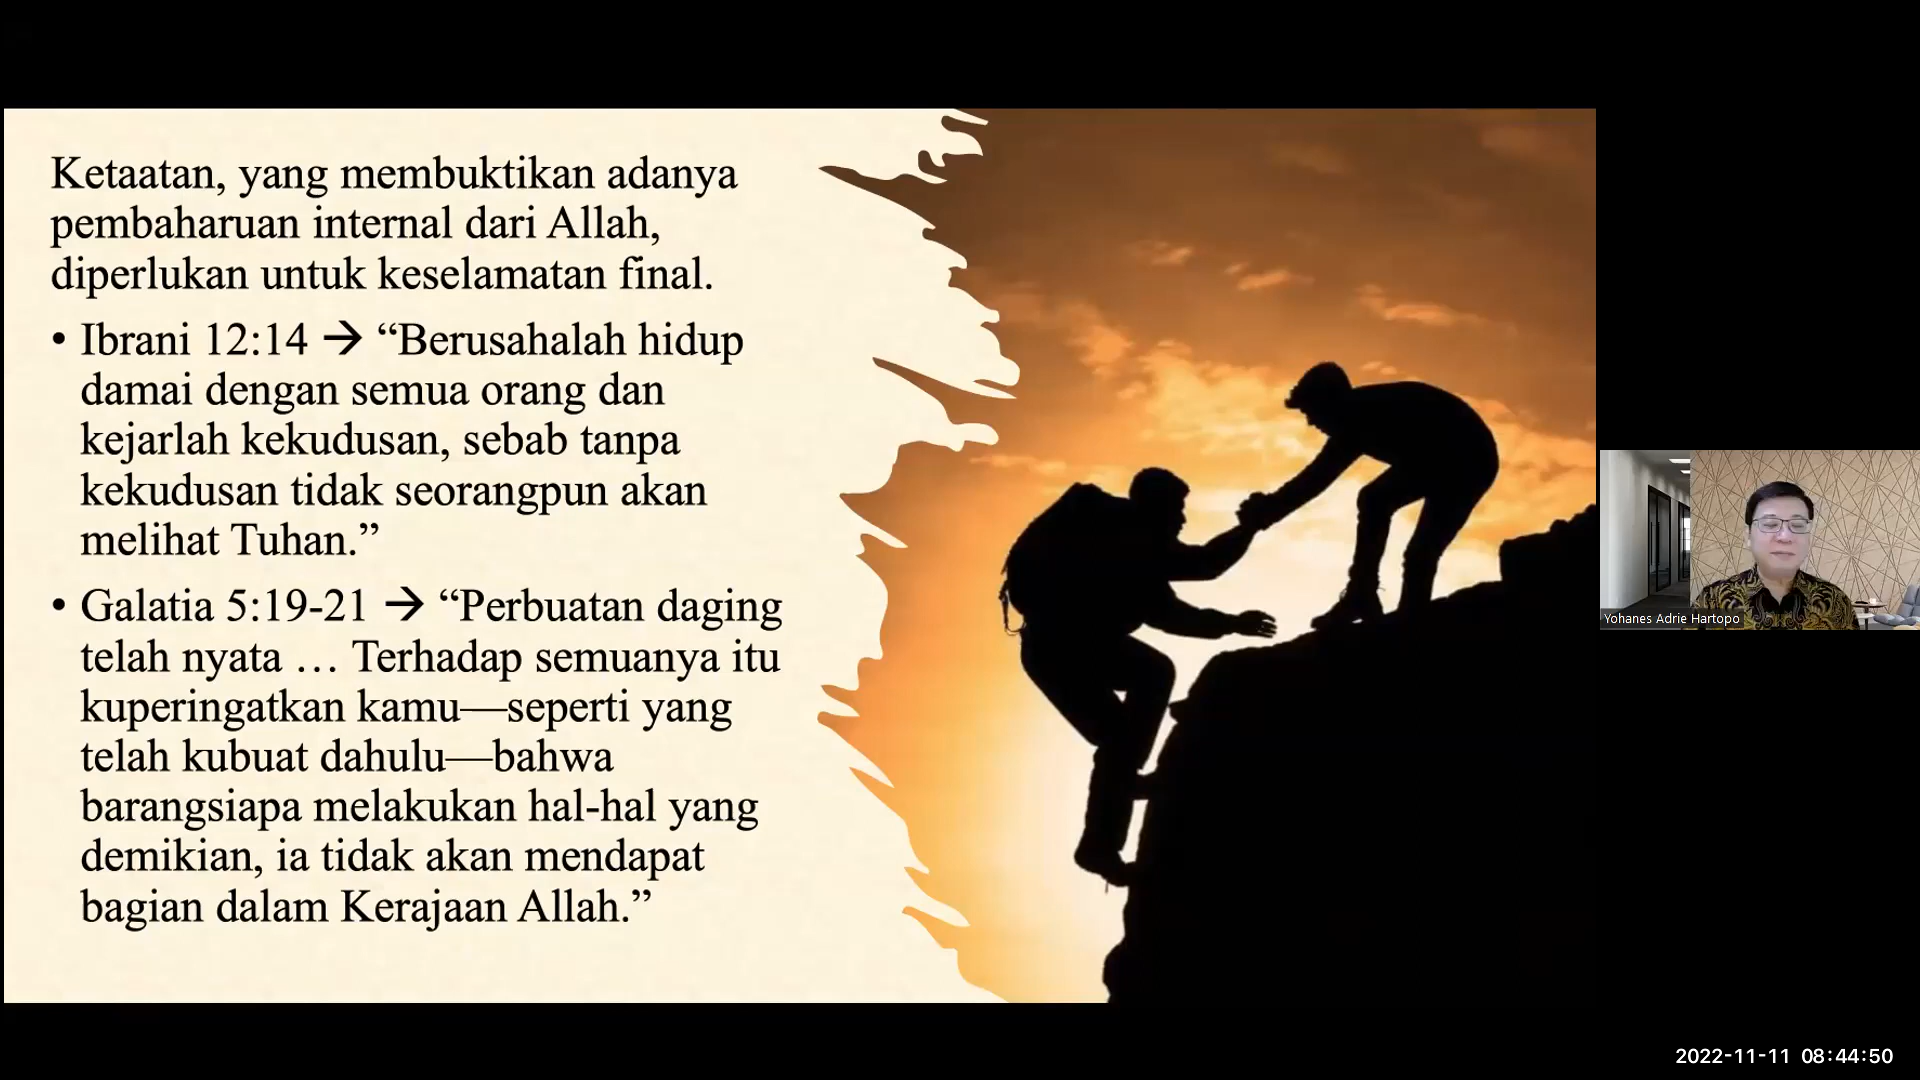 Ketaatan, yang membuktikan adanya
pembaharuan internal dari Allah,
diperlukan untuk keselamatan final.
• Ibrani 12:14 → “Berusahalah hidup
damai dengan semua orang dan
kejarlah kekudusan, sebab tanpa
kekudusan tidak seorangpun akan
melihat Tuhan.”
• Galatia 5:19-21 → “Perbuatan daging
telah nyata … Terhadap semuanya itu
kuperingatkan kamu—seperti yang
telah kubuat dahulu—bahwa
barangsiapa melakukan hal-hal yang
demikian, ia tidak akan mendapat
bagian dalam Kerajaan Allah.”
Yohanes Adrie Hartopo
2022-11-11 08:44:50